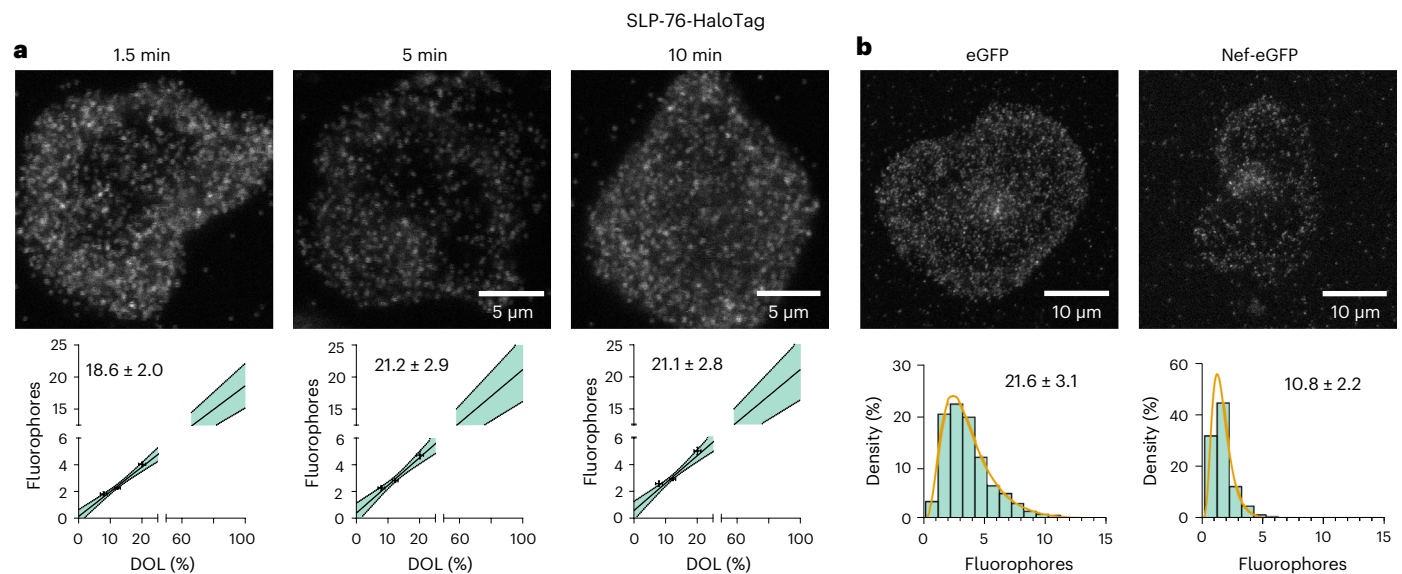 SLP-76-HaloTag
a
1.5 min
5 min
10 min
5 µm
5 µm
25
20
15
6
4
2
0
Fluorophores
18.6 ± 2.0
0
10
20
60
100
DOL (%)
25
20
15
6
4
2
0
21.2 ± 2.9
0
10
20
60
100
DOL (%)
25
20
15
6
4
2
0
21.1 ± 2.8
0
10
20
60
100
DOL (%)
b
eGFP
Nef-eGFP
10 µm
10 µm
30
20
10
0
Density (%)
21.6 ± 3.1
0
5
10
15
Fluorophores
60
40
20
0
Density (%)
10.8 ± 2.2
0
5
10
15
Fluorophores